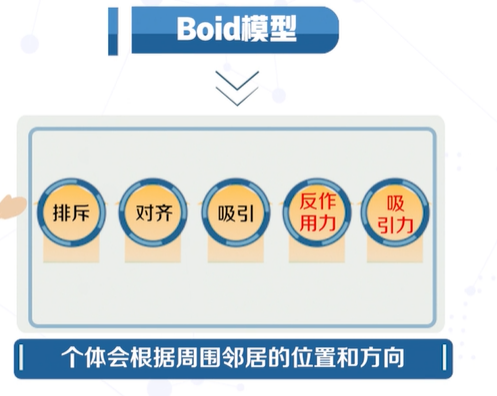 Boid模型
排斥
对齐
吸引
反作
用力
吸
引力
个体会根据周围邻居的位置和方向